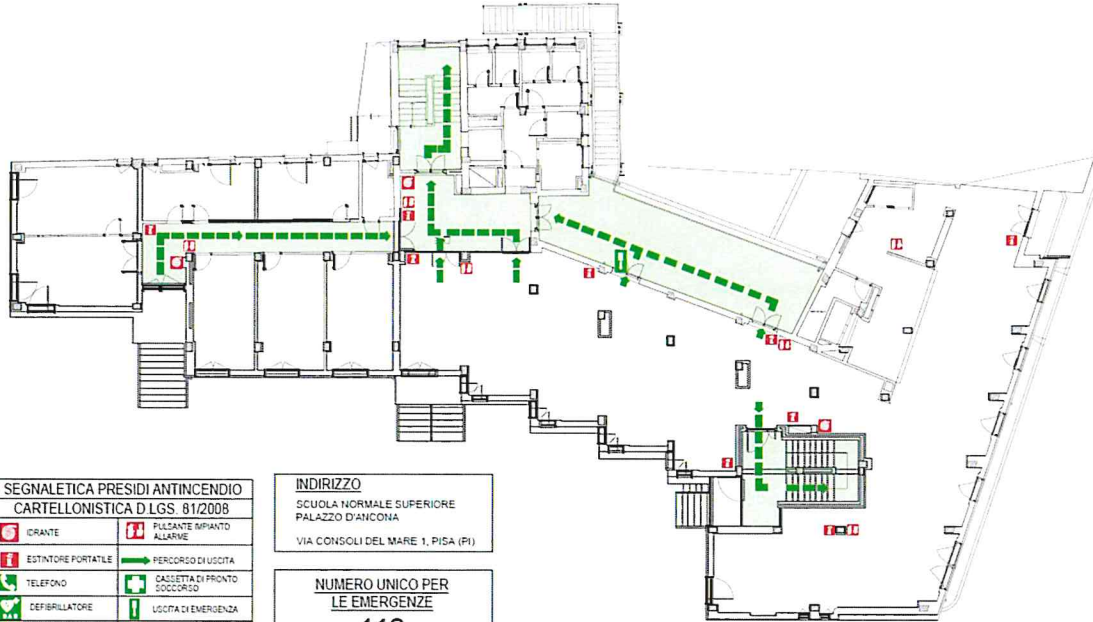 SEGNALETICA PRESIDI ANTINCENDIO
CARTELLONISTICA D.LGS. 81/2008
IDRANTE
PULSANTE IMPIANTO
ALLARME
ESTINTORE PORTATILE
PERCORSO DI USCITA
TELEFONO
CASSETTA DI PRONTO
SOCCORSO
DEFIBRILLATORE
USCITA DI EMERGENZA
INDIRIZZO
SCUOLA NORMALE SUPERIORE
PALAZZO D'ANCONA
VIA CONSOLI DEL MARE 1, PISA (PI)
NUMERO UNICO PER
LE EMERGENZE